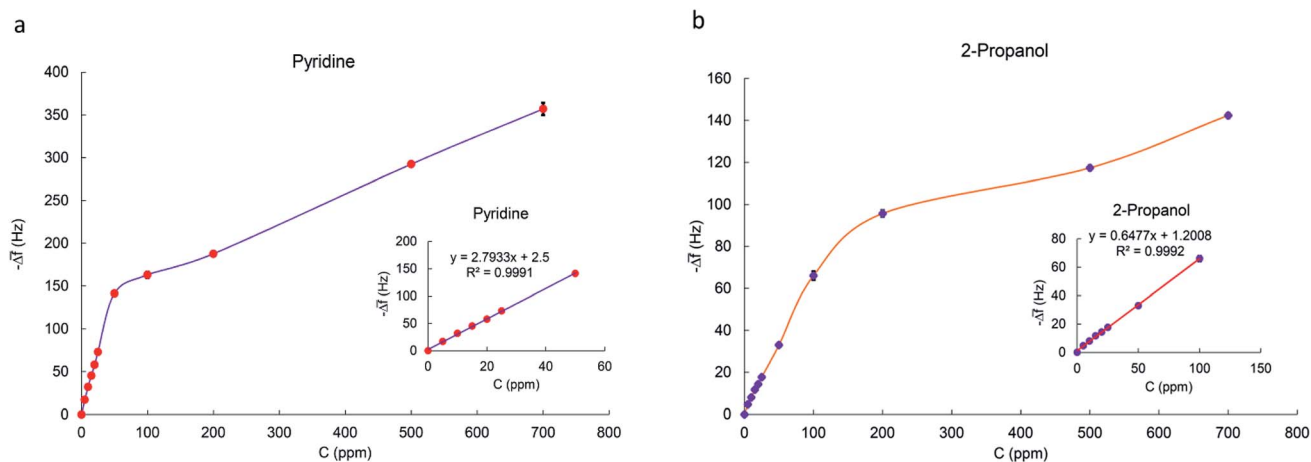 a
Pyridine
400
350
300
250
200
150
100
50
0
-Δf̅ (Hz)
0 100 200 300 400 500 600 700 800
C (ppm)
Pyridine
y = 2.7933x + 2.5
R² = 0.9991
200
150
100
50
0
-Δf̅ (Hz)
0 20 40 60
C (ppm)
b
2-Propanol
160
140
120
100
80
60
40
20
0
-Δf̅ (Hz)
0 100 200 300 400 500 600 700 800
C (ppm)
2-Propanol
y = 0.6477x + 1.2008
R² = 0.9992
80
60
40
20
0
-Δf̅ (Hz)
0 50 100 150
C (ppm)